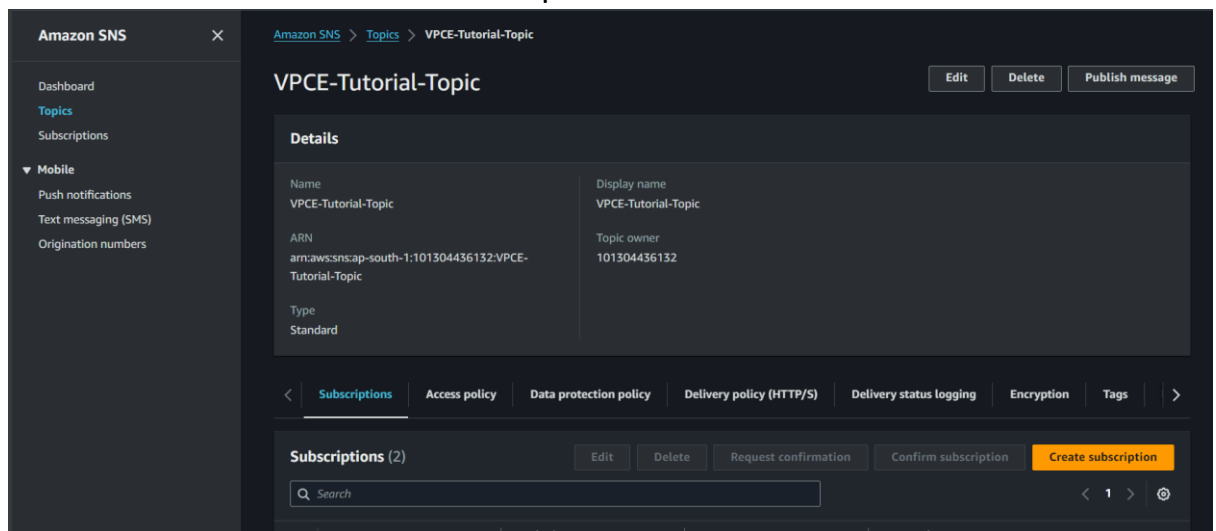 Amazon SNS
Amazon SNS > Topics > VPCE-Tutorial-Topic
VPCE-Tutorial-Topic
Edit
Delete
Publish message
Dashboard
Topics
Subscriptions
Mobile
Push notifications
Text messaging (SMS)
Origination numbers
Details
Name
VPCE-Tutorial-Topic
Display name
VPCE-Tutorial-Topic
ARN
arn:aws:sns:ap-south-1:101304436132:VPCE-
Tutorial-Topic
Topic owner
101304436132
Type
Standard
Subscriptions
Access policy
Data protection policy
Delivery policy (HTTP/S)
Delivery status logging
Encryption
Tags
Subscriptions (2)
Edit
Delete
Request confirmation
Confirm subscription
Create subscription
Search
1